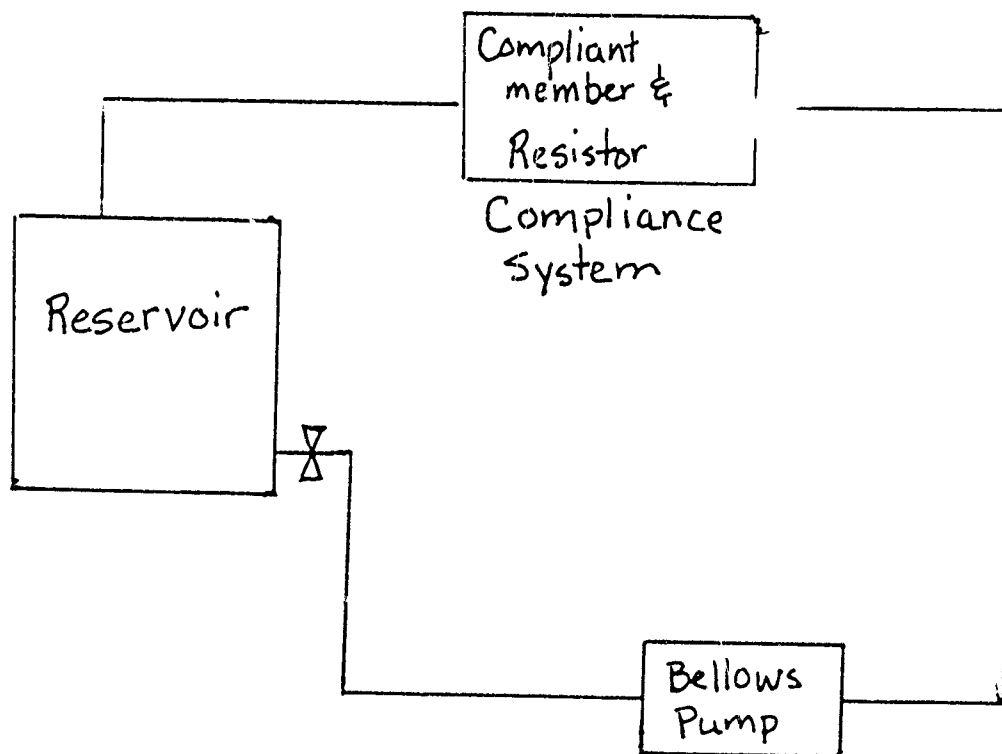 Compliant
member &
Resistor
Compliance
System
Reservoir
Bellows
Pump